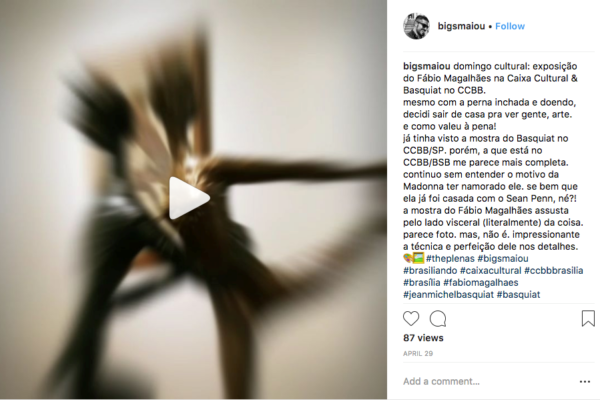 bigsmaiou • Follow
bigsmaiou domingo cultural: exposição
do Fábio Magalhães na Caixa Cultural &
Basquiat no CCBB.
mesmo com a perna inchada e doendo,
decidi sair de casa pra ver gente, arte.
e como valeu à pena!
já tinha visto a mostra do Basquiat no
CCBB/SP. porém, a que está no
CCBB/BSB me parece mais completa.
continuo sem entender o motivo da
Madonna ter namorado ele. se bem que
ela já foi casada com o Sean Penn, né?!
a mostra do Fábio Magalhães assusta
pelo lado visceral (literalmente) da coisa.
parece foto. mas, não é. impressionante
a técnica e perfeição dele nos detalhes.
🎨🖼️#theplenas #bigsmaiou
#brasiliando #caixacultural #ccbbbrasilia
#brasília #fabiomagalhaes
#jeanmichelbasquiat #basquiat
87 views
APRIL 29
Add a comment...